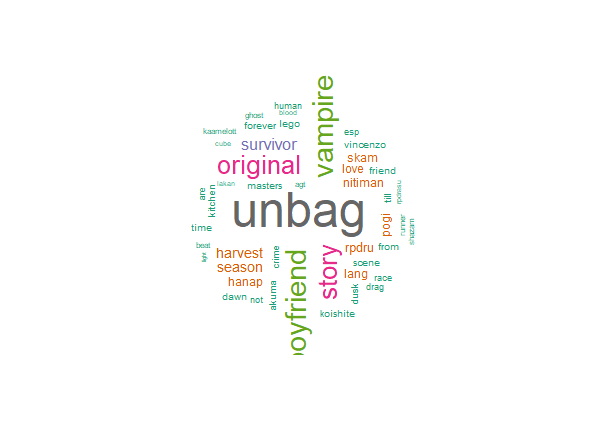 human
vampire
ghost
blood
kaamelott
forever
lego
esp
cube
survivor
vincenzo
original
skam
love
friend
are
kitchen
lakan
masters
agt
nitiman
till
rpdresu
time
unbag
pogi
runner
shazam
beat
light
harvest
crime
story
rpdru
from
season
scene
hanap
boyfriend
lang
race
drag
dawn
not
akuma
dusk
koishite